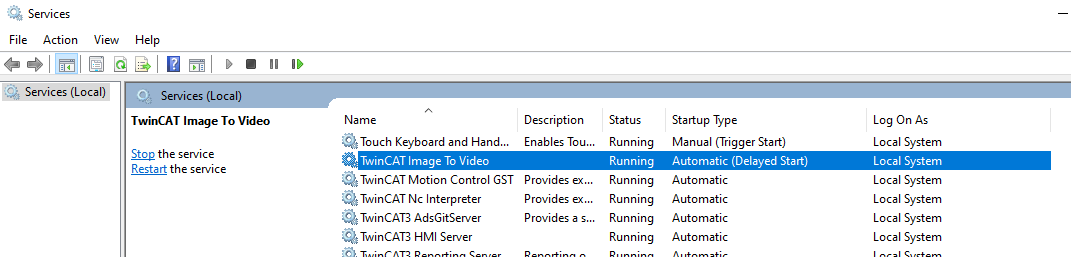 Services
File Action View Help
Services (Local) Services (Local)
TwinCAT Image To Video
Stop the service
Restart the service
Name Description Status Startup Type Log On As
Touch Keyboard and Hand... Enables Tou... Running Manual (Trigger Start) Local System
TwinCAT Image To Video Running Automatic (Delayed Start) Local System
TwinCAT Motion Control GST Provides ex... Running Automatic Local System
TwinCAT Nc Interpreter Provides ex... Running Automatic Local System
TwinCAT3 AdsGitServer Provides a s... Running Automatic Local System
TwinCAT3 HMI Server Running Automatic Local System
TwinCAT3 Reporting Server Reporting o... Running Automatic Local System